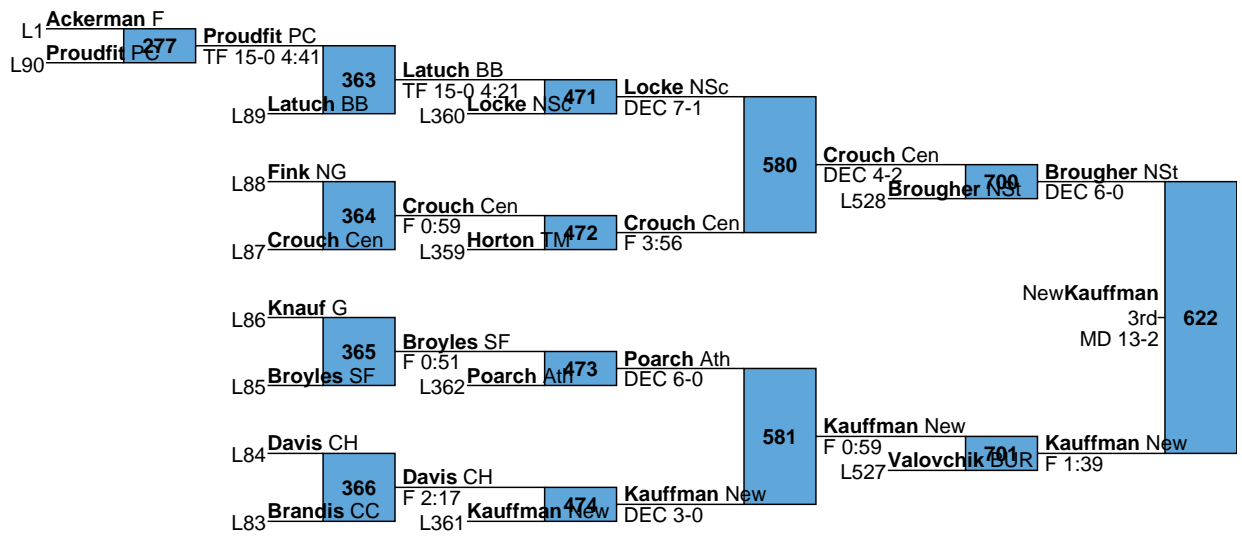 Ackerman F
L1
277
Proudfit PC
L90
Proudfit PC
TF 15-0 4:41
363
Latuch BB
L89
Latuch BB
TF 15-0 4:21
471
Locke NSc
L360
Locke NSc
DEC 7-1
580
Fink NG
L88
364
Crouch Cen
L87
Crouch Cen
F 0:59
472
Horton TM
L359
Crouch Cen
F 3:56
Crouch Cen
DEC 4-2
700
Brougher NSt
L528
Brougher NSt
DEC 6-0
Knauf G
L86
365
Broyles SF
L85
Broyles SF
F 0:51
473
Poarch Ath
L362
Poarch Ath
DEC 6-0
581
Davis CH
L84
366
Brandis CC
L83
Davis CH
F 2:17
474
Kauffman New
L361
Kauffman New
DEC 3-0
Kauffman New
F 0:59
701
Valovchik BUR
L527
Kauffman New
F 1:39
622
NewKauffman
3rd
MD 13-2